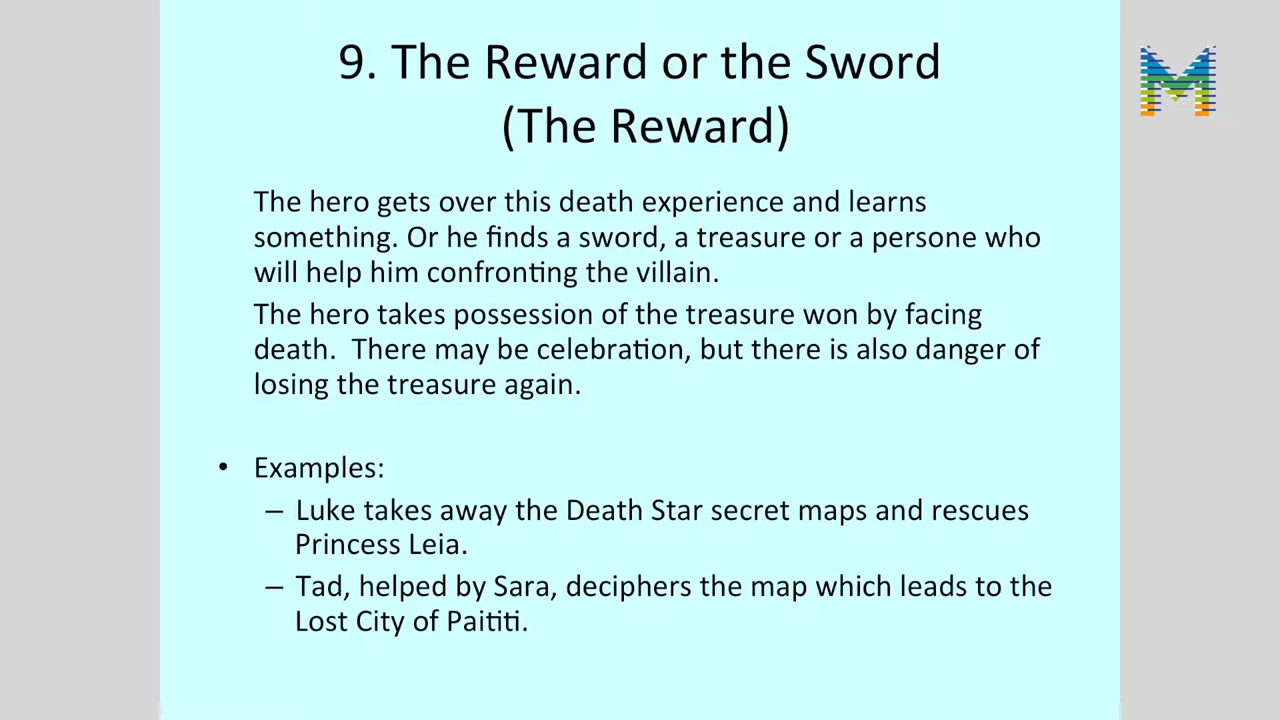 9. The Reward or the Sword
(The Reward)
The hero gets over this death experience and learns
something. Or he finds a sword, a treasure or a persone who
will help him confronting the villain.
The hero takes possession of the treasure won by facing
death.  There may be celebration, but there is also danger of
losing the treasure again.
• Examples:
– Luke takes away the Death Star secret maps and rescues
Princess Leia.
– Tad, helped by Sara, deciphers the map which leads to the
Lost City of Paititi.
M